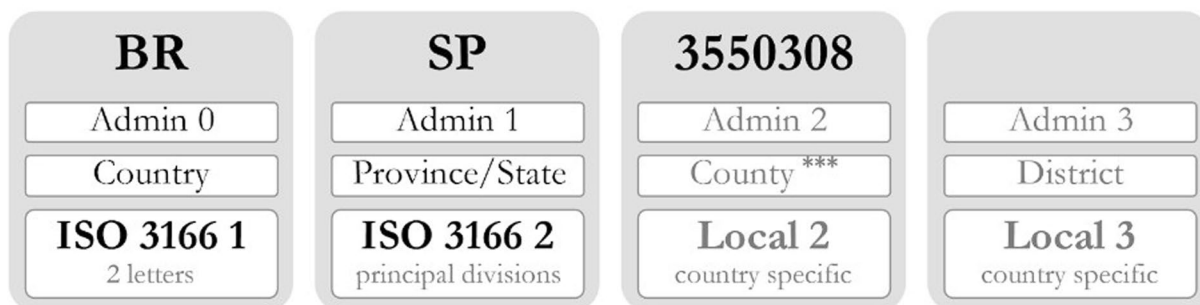 BR
Admin 0
Country
ISO 3166 1
2 letters
SP
Admin 1
Province/State
ISO 3166 2
principal divisions
3550308
Admin 2
County ***
Local 2
country specific
Admin 3
District
Local 3
country specific